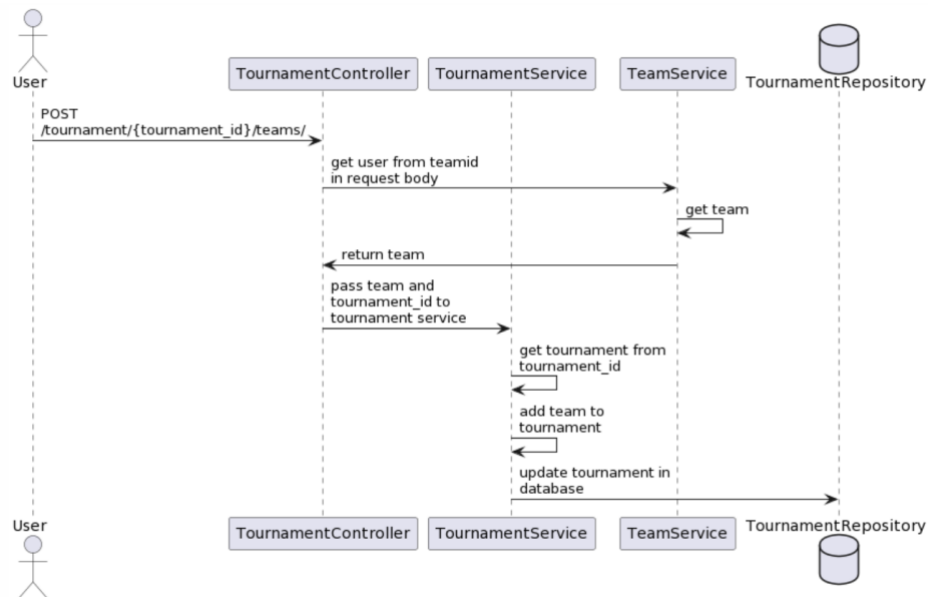 User
TournamentController
TournamentService
TeamService
TournamentRepository
POST
/tournament/{tournament_id}/teams/
get user from teamid
in request body
get team
return team
pass team and
tournament_id to
tournament service
get tournament from
tournament_id
add team to
tournament
update tournament in
database
User
TournamentController
TournamentService
TeamService
TournamentRepository